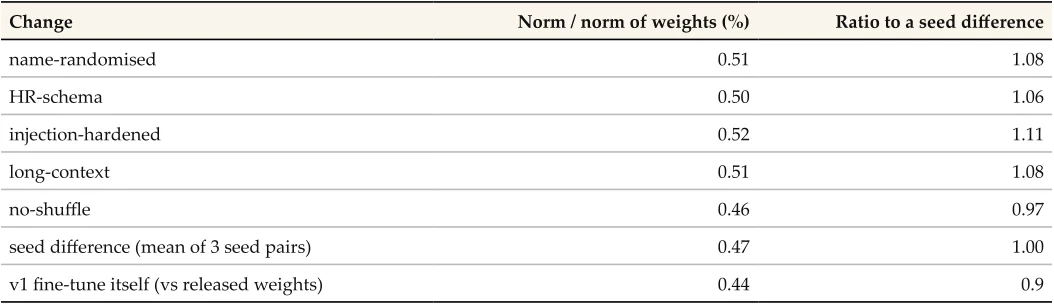 Change Norm / norm of weights (%) Ratio to a seed difference
name-randomised 0.51 1.08
HR-schema 0.50 1.06
injection-hardened 0.52 1.11
long-context 0.51 1.08
no-shuffle 0.46 0.97
seed difference (mean of 3 seed pairs) 0.47 1.00
v1 fine-tune itself (vs released weights) 0.44 0.9